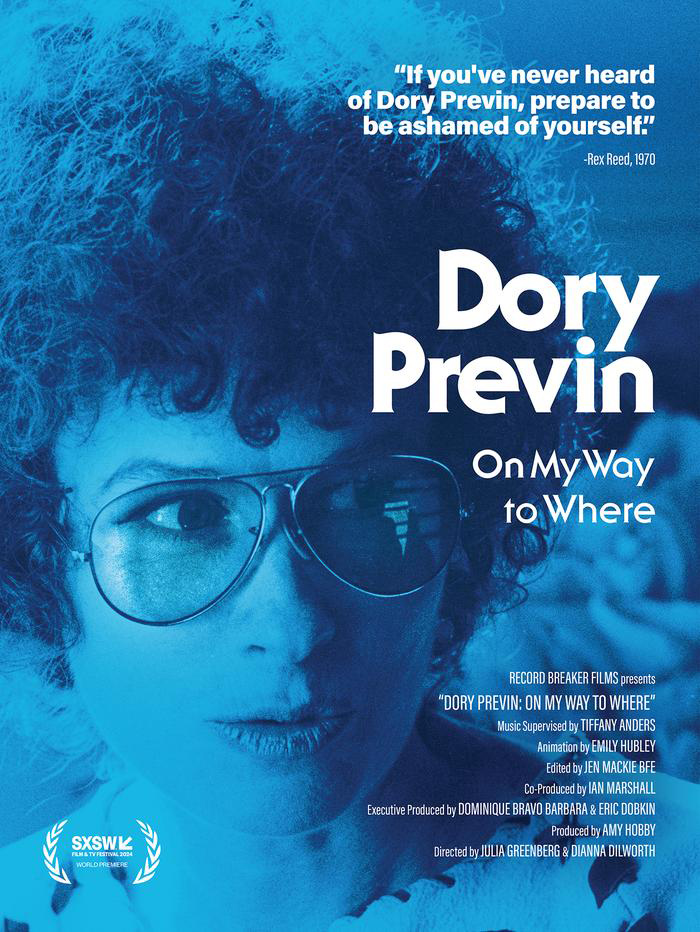 “If you've never heard
of Dory Previn, prepare to
be ashamed of yourself.”
-Rex Reed, 1970
Dory
Previn
On My Way
to Where
RECORD BREAKER FILMS presents
“DORY PREVIN: ON MY WAY TO WHERE”
Music Supervised by TIFFANY ANDERS
Animation by EMILY HUBLEY
Edited by JEN MACKIE BFE
Co-Produced by IAN MARSHALL
Executive Produced by DOMINIQUE BRAVO BARBARA & ERIC DOBKIN
Produced by AMY HOBBY
Directed by JULIA GREENBERG & DIANNA DILWORTH
SXSW
FILM & TV FESTIVAL 2024
WORLD PREMIERE